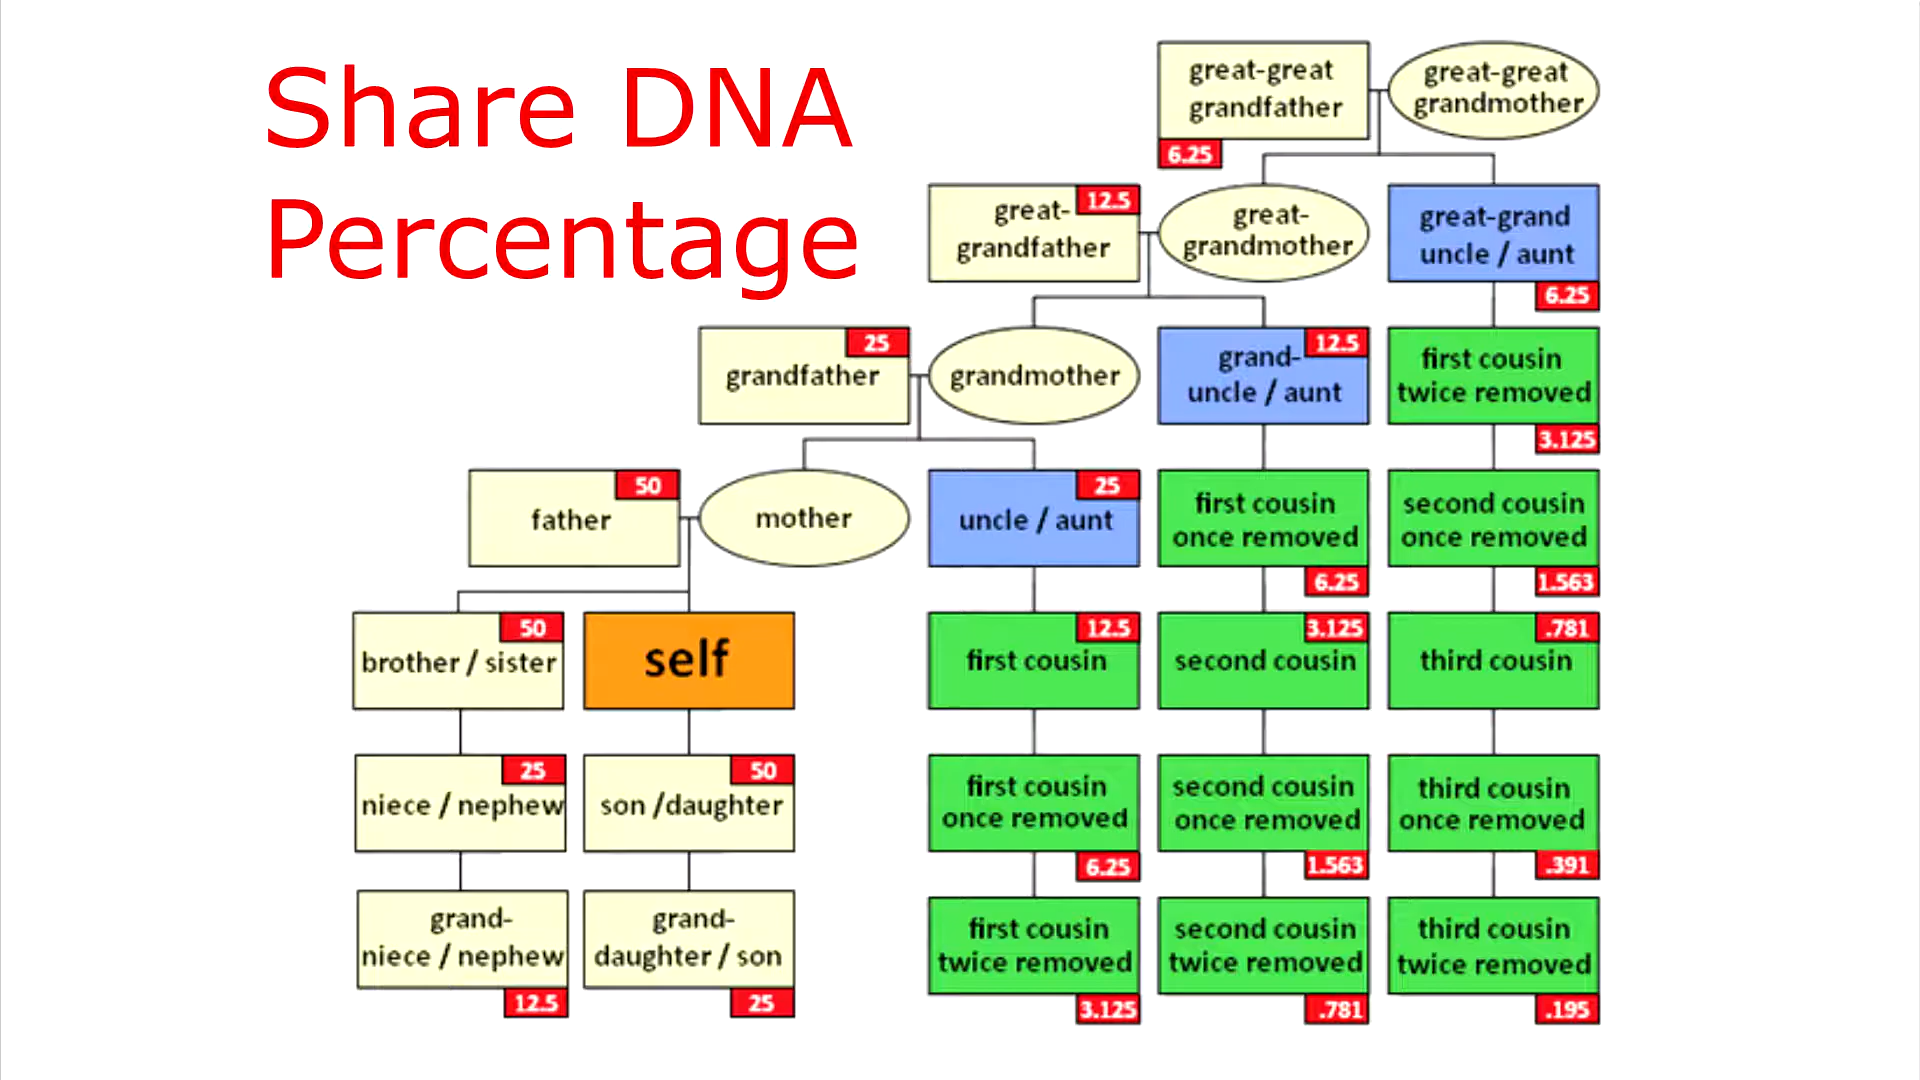 Share DNA
Percentage
great-great
grandfather
6.25
great-great
grandmother
great-
grandfather
12.5
great-
grandmother
great-grand
uncle / aunt
6.25
grandfather
25
grandmother
grand-
uncle / aunt
12.5
first cousin
twice removed
3.125
father
50
mother
uncle / aunt
25
first cousin
once removed
6.25
second cousin
once removed
1.563
brother / sister
50
self
first cousin
12.5
second cousin
3.125
third cousin
.781
niece / nephew
25
son /daughter
50
first cousin
once removed
6.25
second cousin
once removed
1.563
third cousin
once removed
.391
grand-
niece / nephew
12.5
grand-
daughter / son
25
first cousin
twice removed
3.125
second cousin
twice removed
.781
third cousin
twice removed
.195